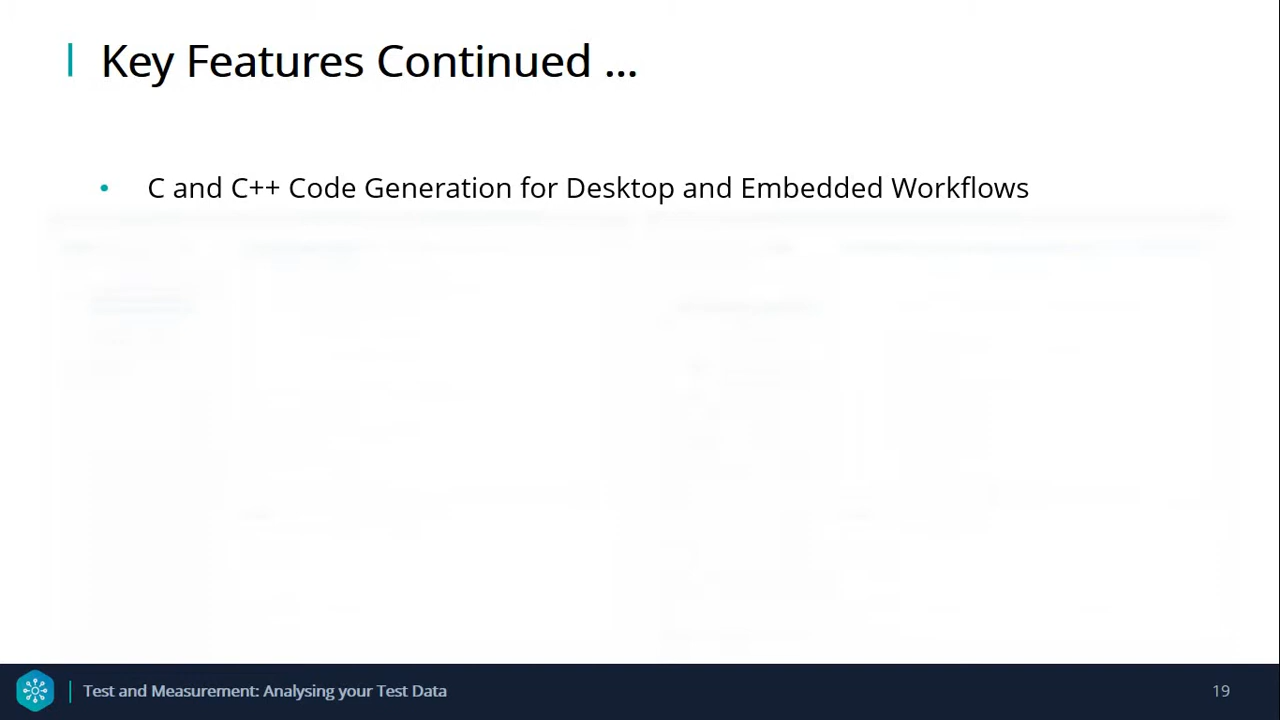 Key Features Continued ...
• C and C++ Code Generation for Desktop and Embedded Workflows
Test and Measurement: Analysing your Test Data
19